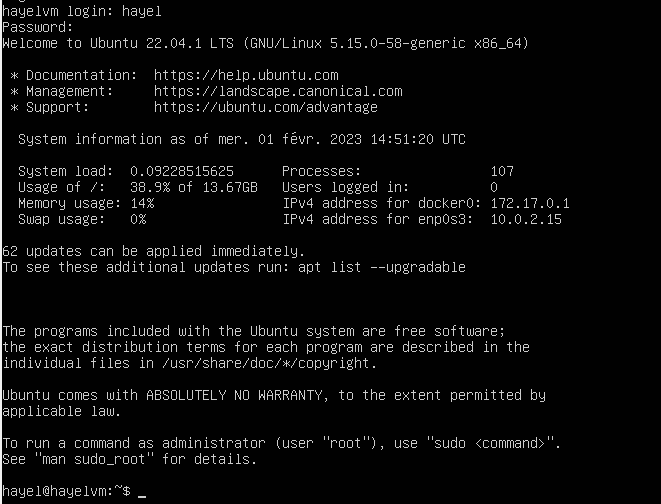 hayelvm login: hayel
Password:
Welcome to Ubuntu 22.04.1 LTS (GNU/Linux 5.15.0-58-generic x86_64)
* Documentation:  https://help.ubuntu.com
* Management:     https://landscape.canonical.com
* Support:        https://ubuntu.com/advantage
System information as of mer. 01 févr. 2023 14:51:20 UTC
System load:  0.09228515625      Processes:                107
Usage of /:   38.9% of 13.67GB   Users logged in:          0
Memory usage: 14%                IPv4 address for docker0: 172.17.0.1
Swap usage:   0%                 IPv4 address for enp0s3:  10.0.2.15
62 updates can be applied immediately.
To see these additional updates run: apt list --upgradable
The programs included with the Ubuntu system are free software;
the exact distribution terms for each program are described in the
individual files in /usr/share/doc/*/copyright.
Ubuntu comes with ABSOLUTELY NO WARRANTY, to the extent permitted by
applicable law.
To run a command as administrator (user "root"), use "sudo <command>".
See "man sudo_root" for details.
hayel@hayelvm:~$ _